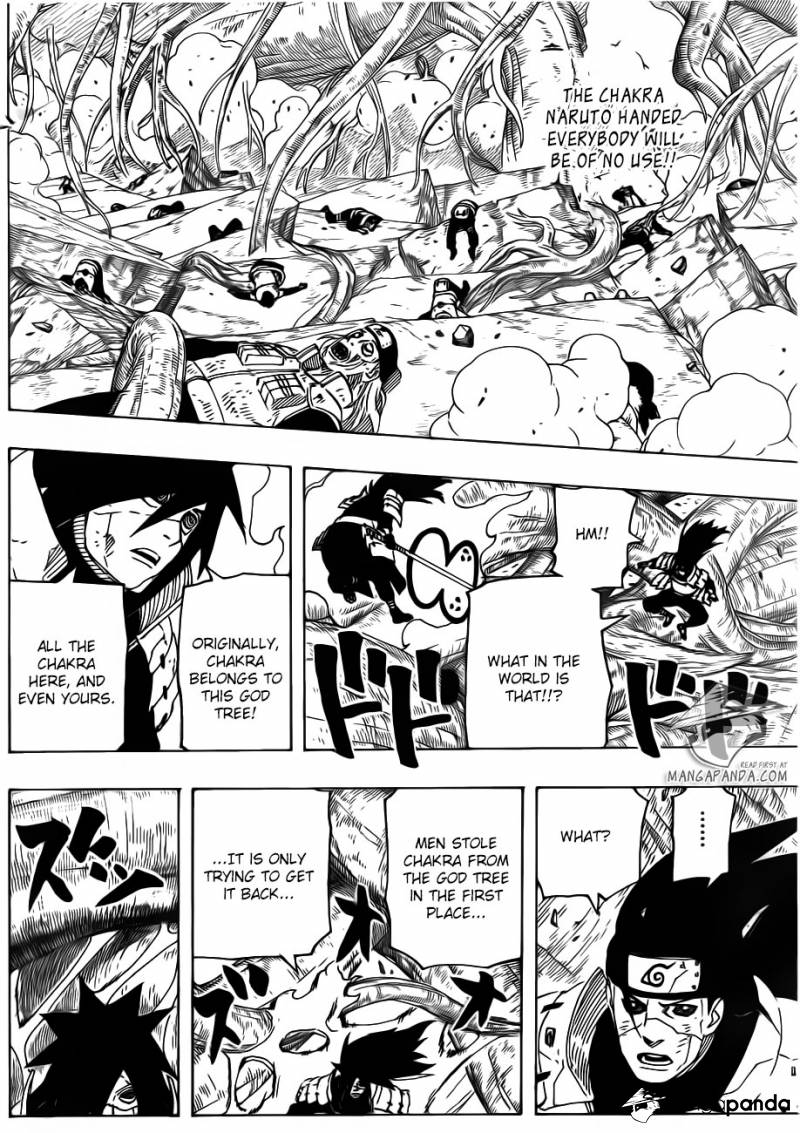 THE CHAKRA
NARUTO HANDED
EVERYBODY WILL
BE OF NO USE!!
HM!!
WHAT IN THE
WORLD IS
THAT!!?
ドドド
ドド
ORIGINALLY,
CHAKRA
BELONGS TO
THIS GOD
TREE!
ALL THE
CHAKRA
HERE, AND
EVEN YOURS.
READ FIRST AT
MANGAPANDA.COM
......
WHAT?
MEN STOLE
CHAKRA FROM
THE GOD TREE
IN THE FIRST
PLACE...
...IT IS ONLY
TRYING TO GET
IT BACK...
オオオ
ズズッ
mangapanda